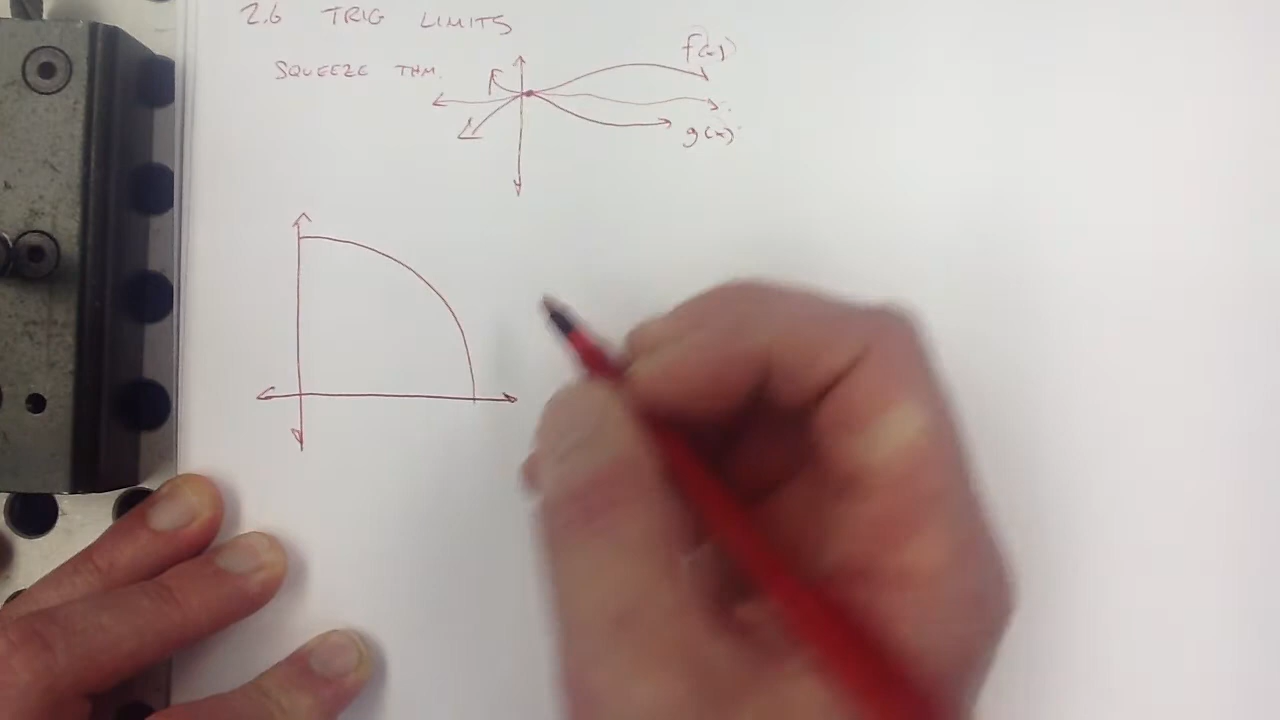 2.6 TRIG LIMITS
SQUEEZE THM.
f(x)
g(x)